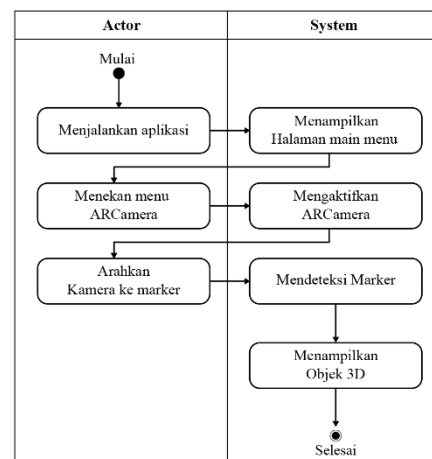 Actor
System
Mulai
Menjalankan aplikasi
Menampilkan
Halaman main menu
Menekan menu
ARCamera
Mengaktifkan
ARCamera
Arahkan
Kamera ke marker
Mendeteksi Marker
Menampilkan
Objek 3D
Selesai